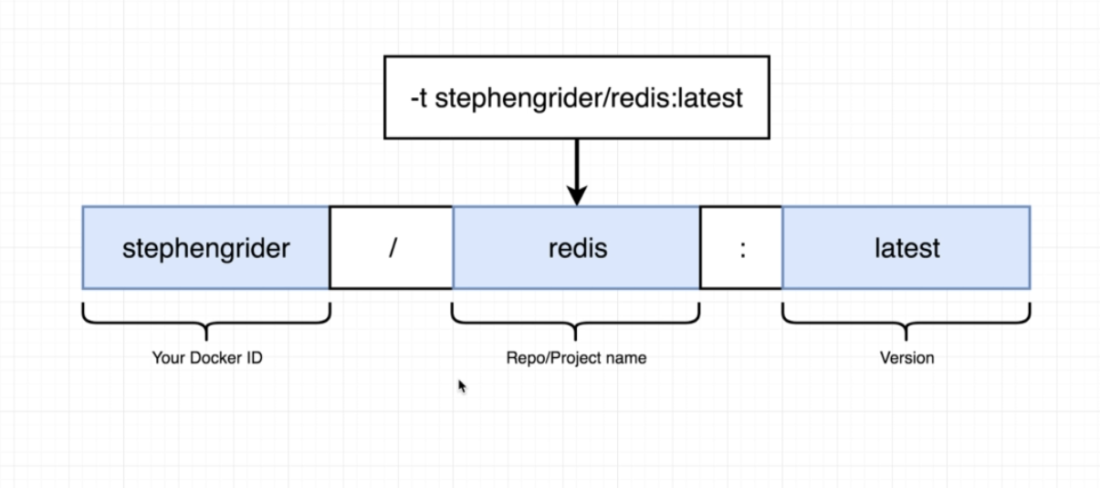 -t stephengrider/redis:latest
stephengrider / redis : latest
Your Docker ID Repo/Project name Version